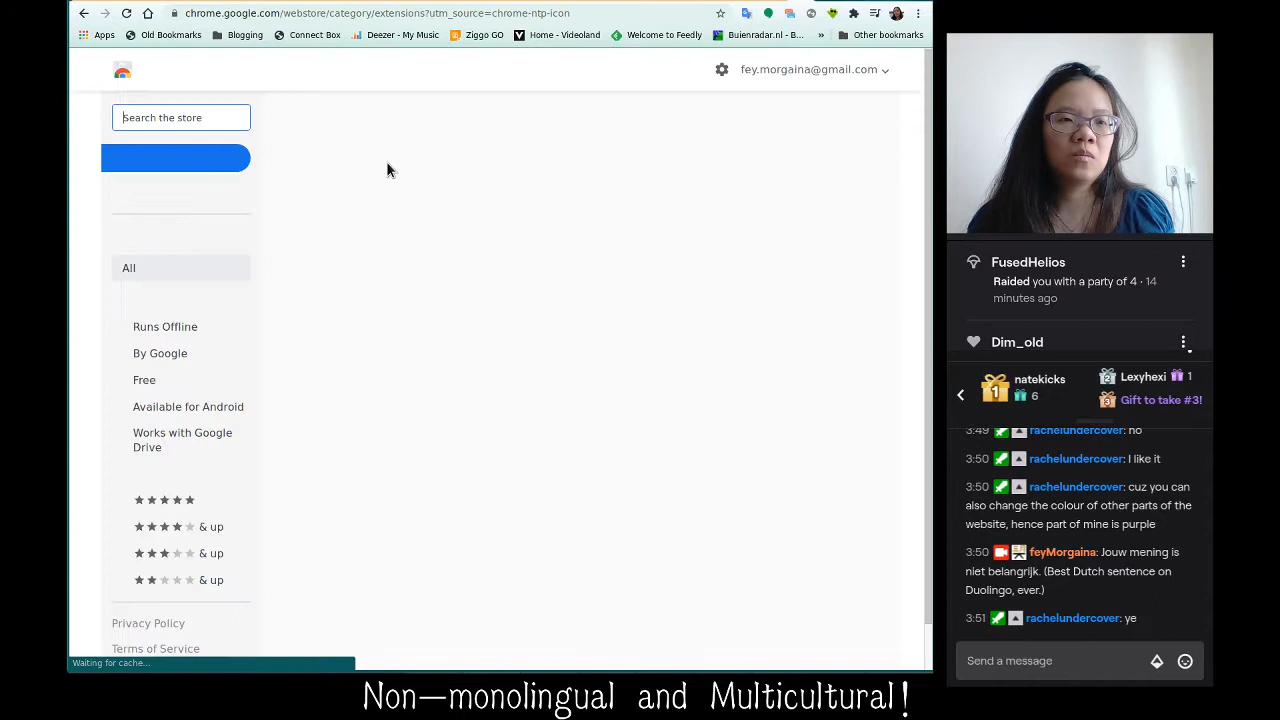 chrome.google.com/webstore/category/extensions?utm_source=chrome-ntp-icon
Apps Old Bookmarks Blogging Connect Box Deezer - My Music Ziggo GO Home - Videoland Welcome to Feedly Buienradar.nl - B... » Other bookmarks
fey.morgaina@gmail.com
Search the store
All
Runs Offline
By Google
Free
Available for Android
Works with Google
Drive
& up
& up
& up
Privacy Policy
Terms of Service
Waiting for cache...
FusedHelios
Raided you with a party of 4 · 14
minutes ago
Dim_old
1 natekicks
6
2 Lexyhexi 1
3 Gift to take #3!
3:49 rachelundercover: no
3:50 rachelundercover: I like it
3:50 rachelundercover: cuz you can
also change the colour of other parts of the
website, hence part of mine is purple
3:50 feyMorgaina: Jouw mening is
niet belangrijk. (Best Dutch sentence on
Duolingo, ever.)
3:51 rachelundercover: ye
Send a message
Non-monolingual and Multicultural!